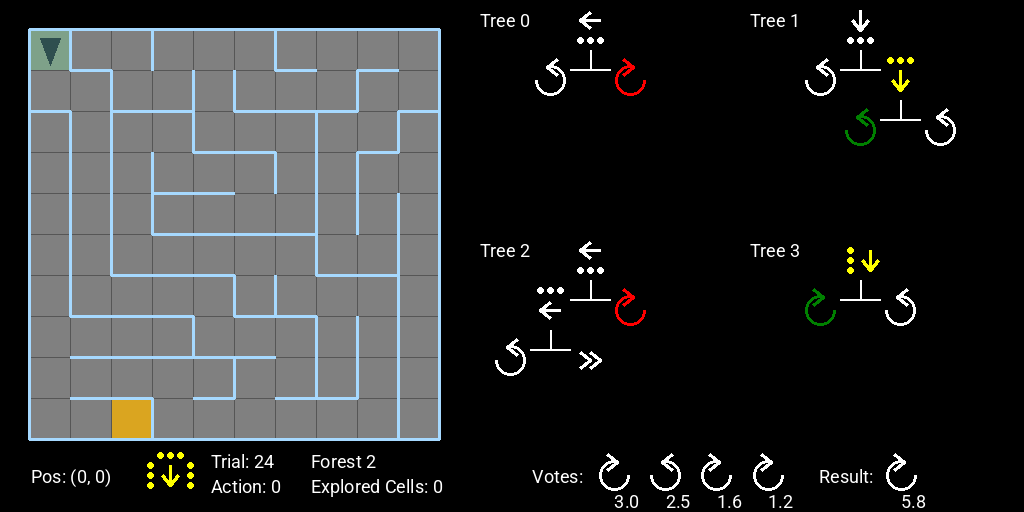 Tree 0
Tree 1
Tree 2
Tree 3
Pos: (0, 0)
Trial: 24
Action: 0
Forest 2
Explored Cells: 0
Votes:
3.0
2.5
1.6
1.2
Result:
5.8